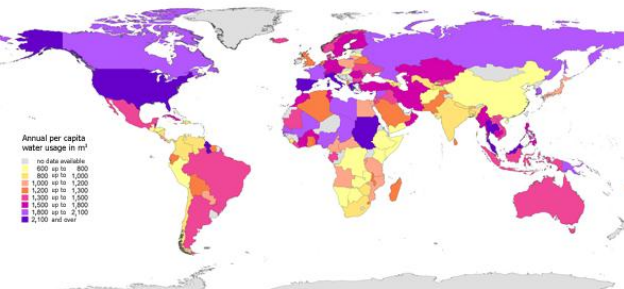 Annual per capita
water usage in m³
no data available
600 up to 800
800 up to 1,000
1,000 up to 1,200
1,200 up to 1,300
1,300 up to 1,500
1,500 up to 1,800
1,800 up to 2,100
2,100 and over